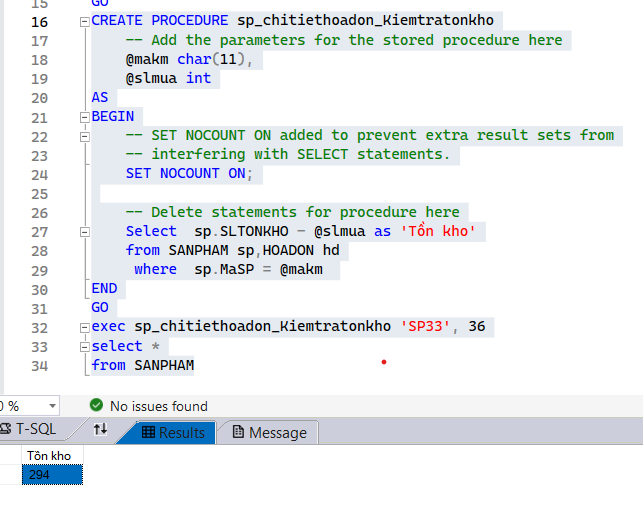 GO
16 CREATE PROCEDURE sp_chitiethoadon_Kiemtratonkho
17 -- Add the parameters for the stored procedure here
18 @makm char(11),
19 @slmua int
20 AS
21 BEGIN
22 -- SET NOCOUNT ON added to prevent extra result sets from
23 -- interfering with SELECT statements.
24 SET NOCOUNT ON;
25
26 -- Delete statements for procedure here
27 Select sp.SLTONKHO - @slmua as 'Tồn kho'
28 from SANPHAM sp,HOADON hd
29 where sp.MaSP = @makm
30 END
31 GO
32 exec sp_chitiethoadon_Kiemtratonkho 'SP33', 36
33 select *
34 from SANPHAM
0 % No issues found
T-SQL Results Message
Tồn kho
294